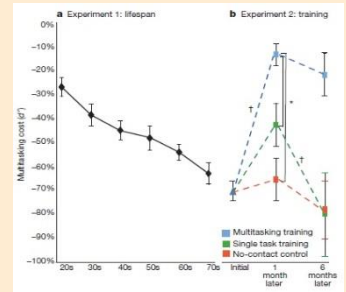 a Experiment 1: lifespan
b Experiment 2: training
Multitasking cost (d')
0%
−10%
−20%
−30%
−40%
−50%
−60%
−70%
−80%
−90%
−100%
20s 30s 40s 50s 60s 70s
†
*
†
Multitasking training
Single task training
No-contact control
Initial 1 month later 6 months later